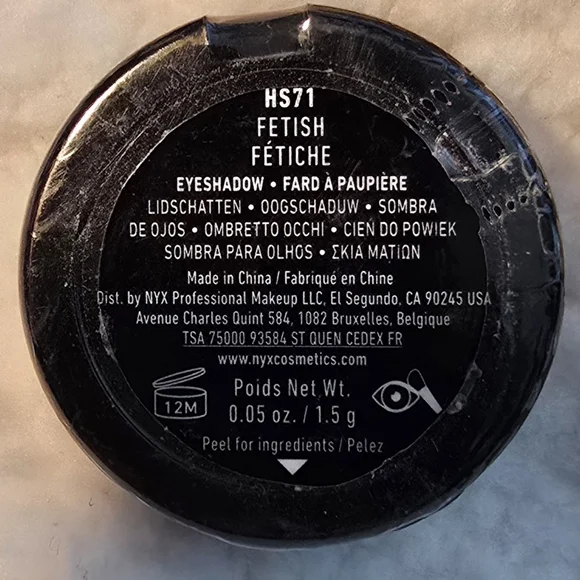 HS71
FETISH
FÉTICHE
EYESHADOW • FARD À PAUPIÈRE
LIDSCHATTEN • OOGSCHADUW • SOMBRA
DE OJOS • OMBRETTO OCCHI • CIEN DO POWIEK
SOMBRA PARA OLHOS • ΣΚΙΑ ΜΑΤΙΩΝ
Made in China / Fabriqué en Chine
Dist. by NYX Professional Makeup LLC, El Segundo, CA 90245 USA
Avenue Charles Quint 584, 1082 Bruxelles, Belgique
TSA 75000 93584 ST OUEN CEDEX FR
www.nyxcosmetics.com
12M
Poids Net Wt.
0.05 oz. / 1.5 g
Peel for ingredients / Pelez